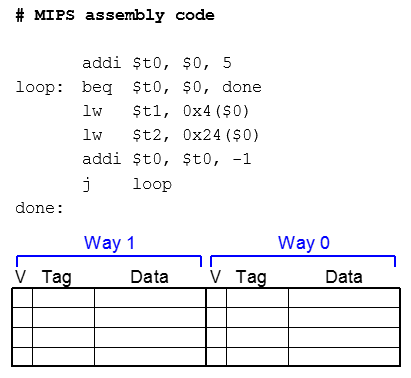 # MIPS assembly code
addi $t0, $0, 5
loop: beq $t0, $0, done
lw $t1, 0x4($0)
lw $t2, 0x24($0)
addi $t0, $t0, -1
j loop
done:
Way 1 Way 0
V Tag Data V Tag Data